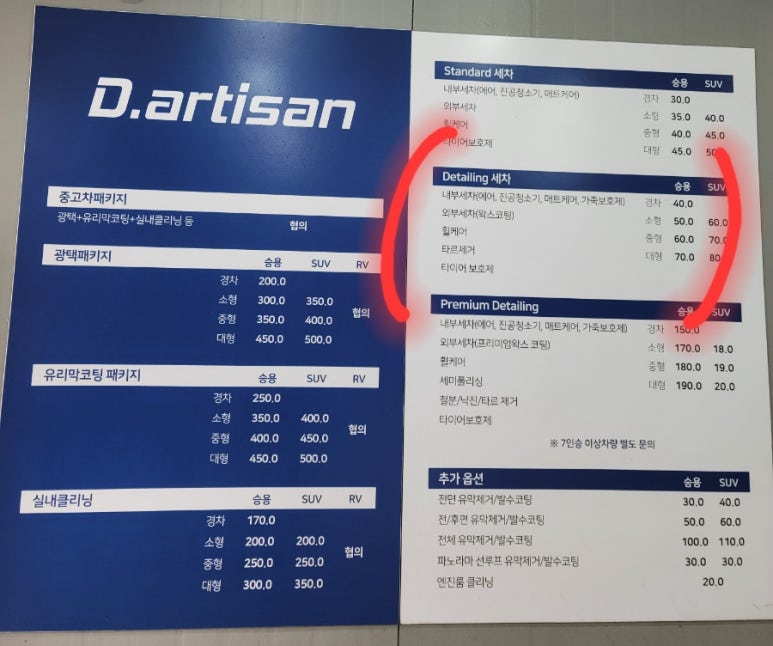 D.artisan
중고차패키지
광택+유리막코팅+실내클리닝 등 협의
광택패키지 승용 SUV RV
경차 200.0
소형 300.0 350.0
협의
중형 350.0 400.0
대형 450.0 500.0
유리막코팅 패키지 승용 SUV RV
경차 250.0
소형 350,0 400.0
협의
중형 400.0 450.0
대형 450.0 500.0
실내클리닝 승용 SUV RV
경차 170.0
소형 200.0 200.0
협의
중형 250.0 250.0
대형 300.0 350.0
Standard 세차 승용 SUV
내부세차(에어, 진공청소기, 매트케어) 경차 30.0
외부세차 소형 35.0 40.0
휠케어 중형 40.0 45.0
타이어보호제 대형 45.0
Detailing 세차 승용 SUV
내부세차(에어, 진공청소기, 매트케어, 가죽보호제) 경차 40.0
외부세차(왁스코팅) 소형 50.0 60.0
휠케어 중형 60.0 70.0
타르제거 대형 70.0
타이어 보호제
Premium Detailing 승용 SUV
내부세차(에어, 진공청소기, 매트케어, 가죽보호제) 경차 150.0
외부세차(프리미엄왁스 코팅) 소형 170.0 18.0
휠케어 중형 180.0 19.0
세미폴리싱 대형 190.0 20.0
철분/낙진/타르 제거
타이어보호제
※ 7인승 이상차량 별도 문의
추가 옵션 승용 SUV
전면 유막제거/발수코팅 30.0 40.0
전/후면 유막제거/발수코팅 50.0 60.0
전체 유막제거/발수코팅 100.0 110.0
파노라마 선루프 유막제거/발수코팅 30.0 30.0
엔진룸 클리닝 20.0